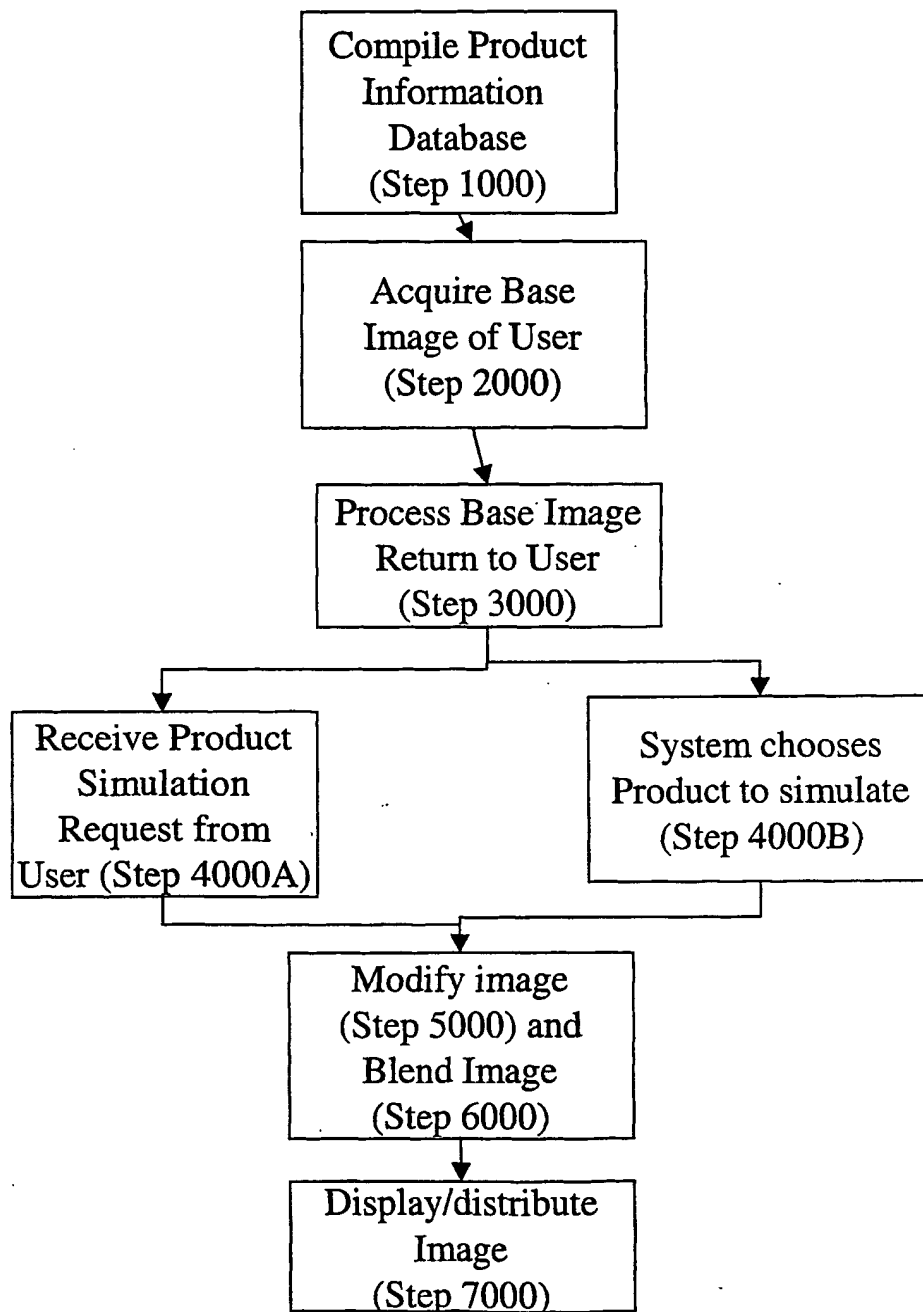 Compile Product
Information
Database
(Step 1000)
Acquire Base
Image of User
(Step 2000)
Process Base Image
Return to User
(Step 3000)
Receive Product
Simulation
Request from
User (Step 4000A)
System chooses
Product to simulate
(Step 4000B)
Modify image
(Step 5000) and
Blend Image
(Step 6000)
Display/distribute
Image
(Step 7000)